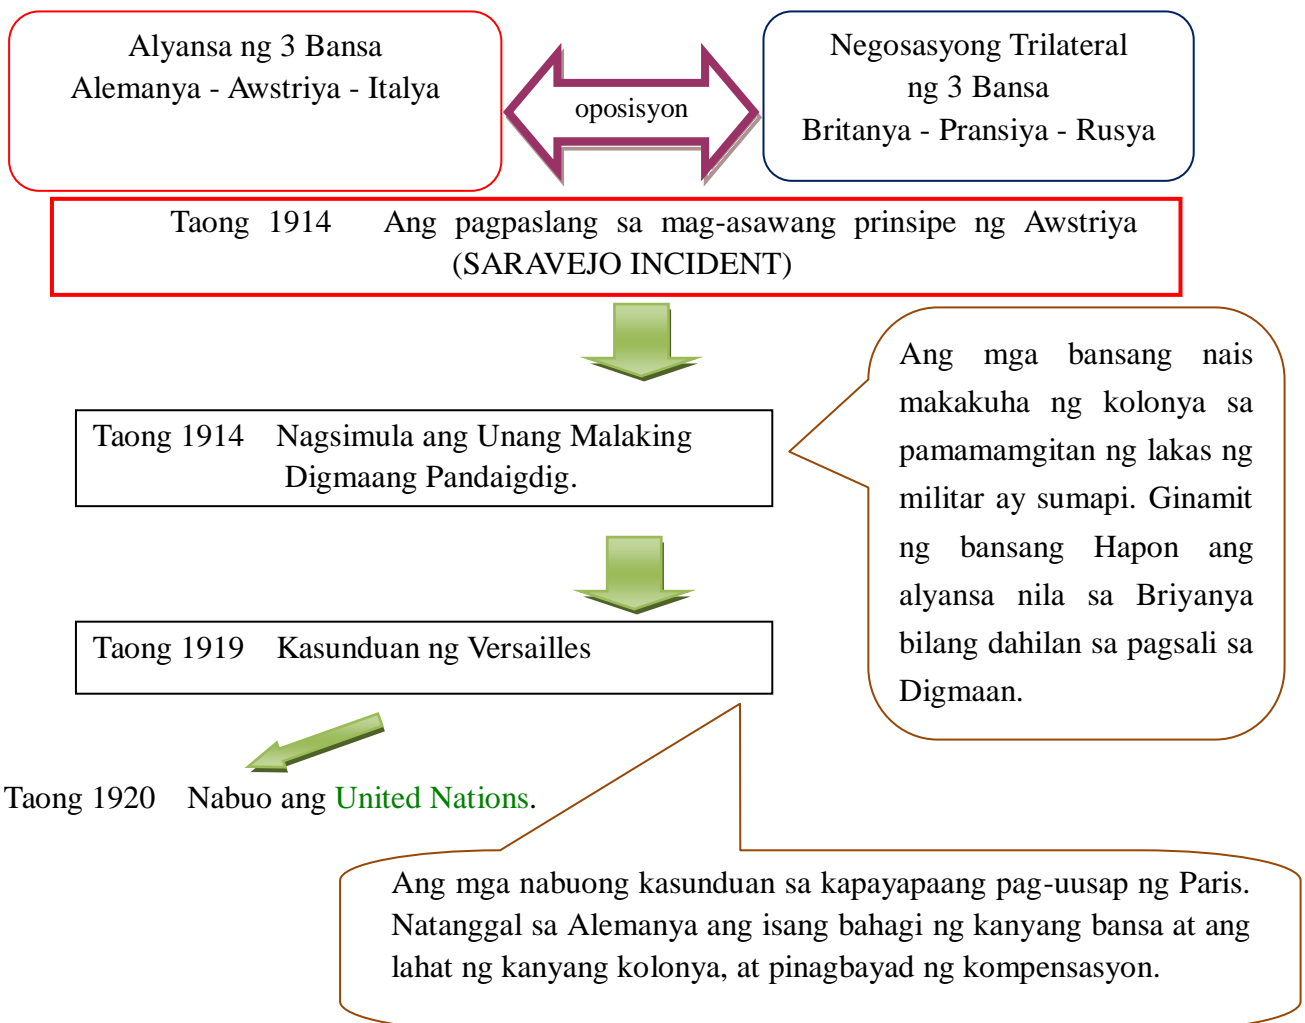 Alyansa ng 3 Bansa
Alemanya - Awstriya - Italya
oposisyon
Negosasyong Trilateral
ng 3 Bansa
Britanya - Pransiya - Rusya
Taong 1914 Ang pagpaslang sa mag-asawang prinsipe ng Awstriya
(SARAVEJO INCIDENT)
Taong 1914 Nagsimula ang Unang Malaking
Digmaang Pandaigdig.
Ang mga bansang nais
makakuha ng kolonya sa
pamamamgitan ng lakas ng
militar ay sumapi. Ginamit
ng bansang Hapon ang
alyansa nila sa Briyanya
bilang dahilan sa pagsali sa
Digmaan.
Taong 1919 Kasunduan ng Versailles
Taong 1920 Nabuo ang United Nations.
Ang mga nabuong kasunduan sa kapayapaang pag-uusap ng Paris.
Natanggal sa Alemanya ang isang bahagi ng kanyang bansa at ang
lahat ng kanyang kolonya, at pinagbayad ng kompensasyon.